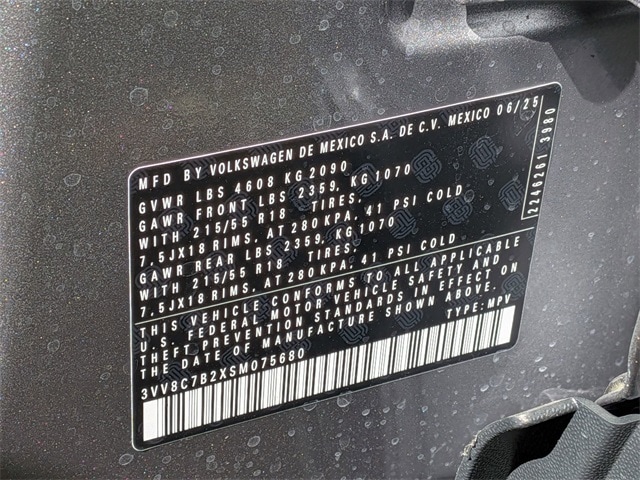 MFD BY VOLKSWAGEN DE MEXICO S.A. DE C.V. MEXICO 06/25
GVWR LBS 4608 KG 2090
GAWR FRONT LBS 2359, KG 1070
WITH 215/55 R18 TIRES,
7.5JX18 RIMS, AT 280KPA, 41 PSI COLD
GAWR REAR LBS 2359, KG 1070
WITH 215/55 R18 TIRES,
7.5JX18 RIMS, AT 280KPA, 41 PSI COLD
THIS VEHICLE CONFORMS TO ALL APPLICABLE
U.S. FEDERAL MOTOR VEHICLE SAFETY AND
THEFT PREVENTION STANDARDS IN EFFECT ON
THE DATE OF MANUFACTURE SHOWN ABOVE.
3VV8C7B2XSM075680 TYPE: MPV
2246261 3980